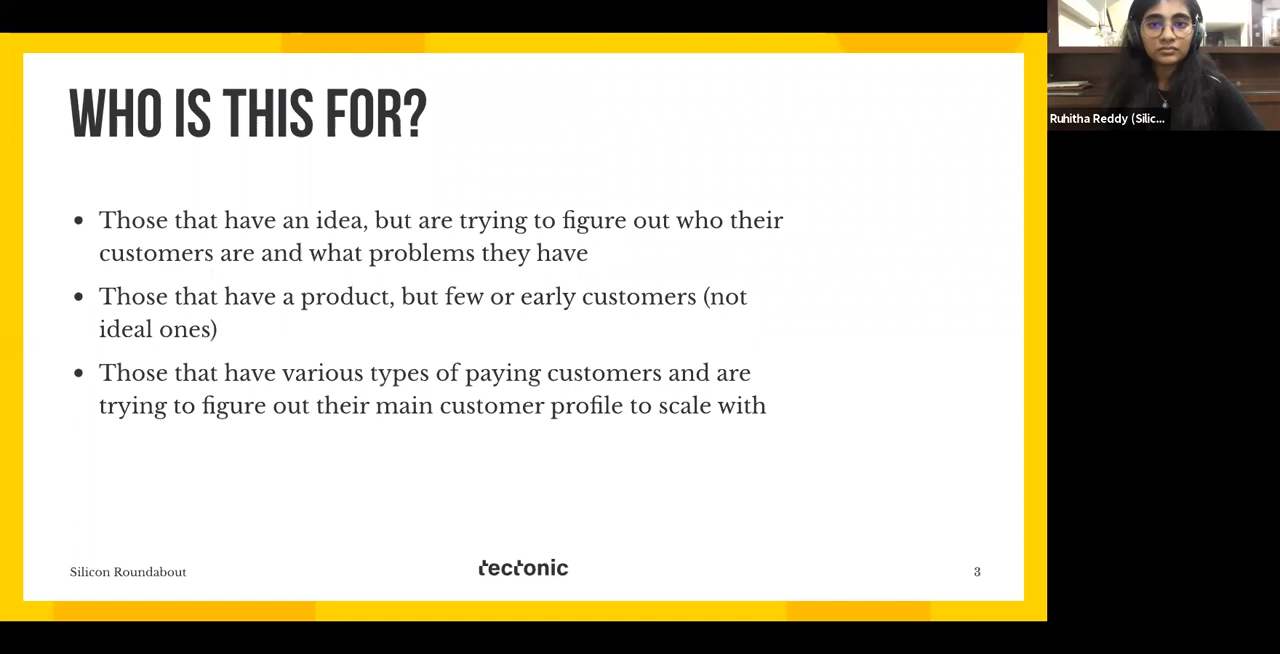 WHO IS THIS FOR?
• Those that have an idea, but are trying to figure out who their
customers are and what problems they have
• Those that have a product, but few or early customers (not
ideal ones)
• Those that have various types of paying customers and are
trying to figure out their main customer profile to scale with
Silicon Roundabout
tectonic
3
Ruhitha Reddy (Silic...